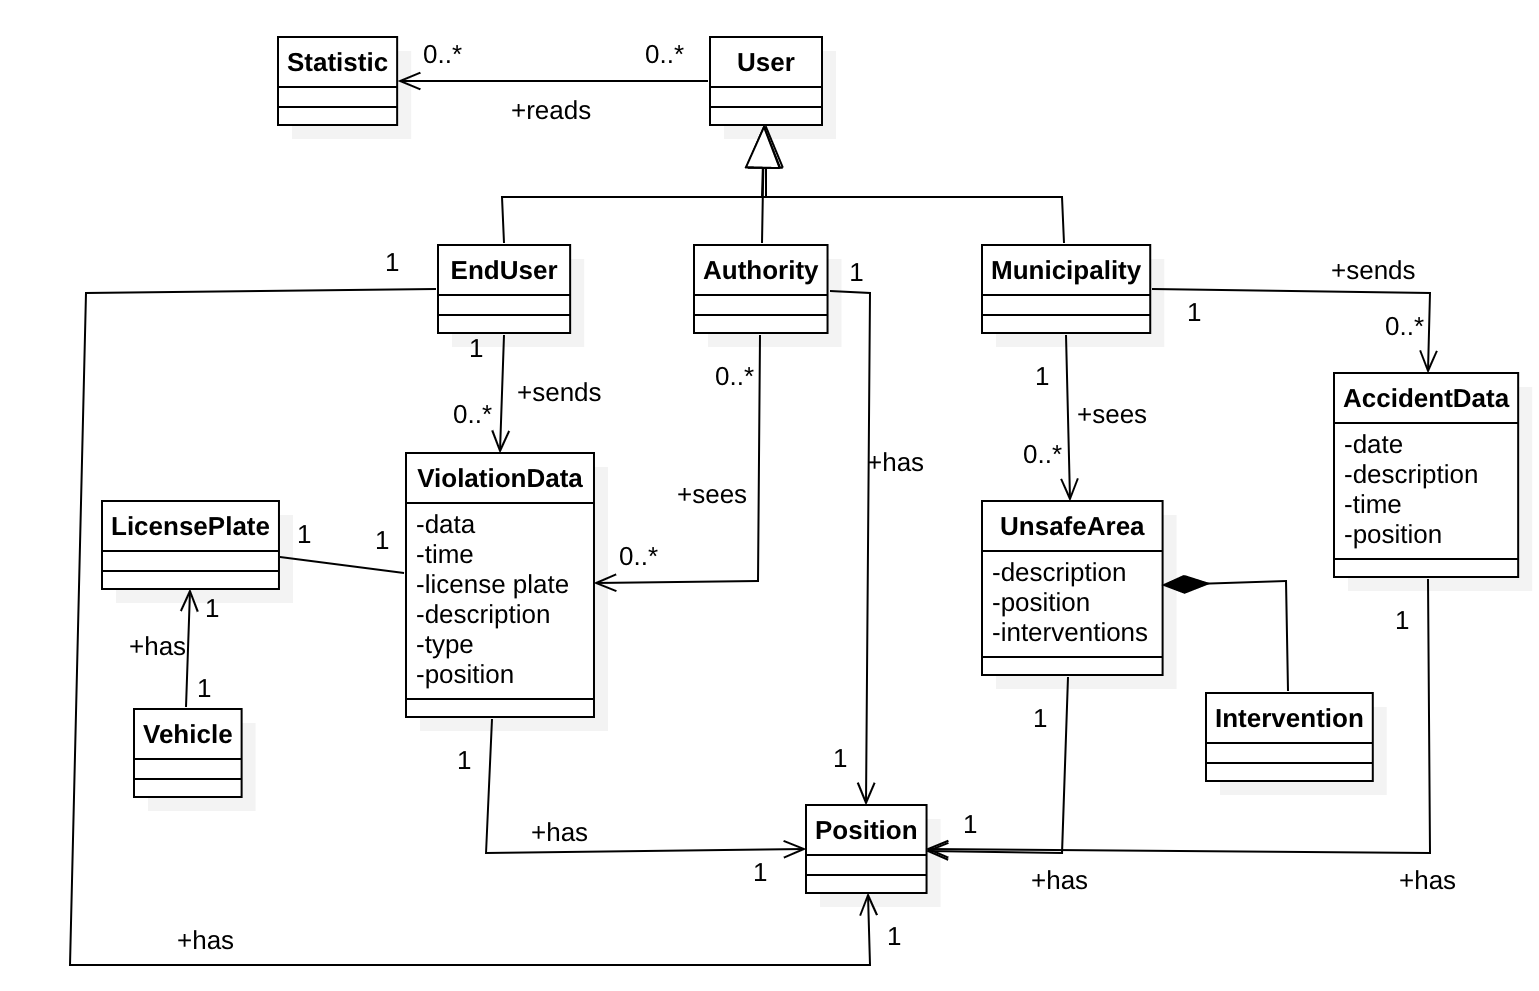 Statistic
0..*
0..*
+reads
User
EndUser
1
Authority
1
Municipality
+sends
1
0..*
1
+sends
0..*
0..*
+sees
0..*
+has
1
+sees
0..*
AccidentData
-date
-description
-time
-position
ViolationData
-data
-time
-license plate
-description
-type
-position
LicensePlate
1
1
1
+has
1
Vehicle
UnsafeArea
-description
-position
-interventions
1
Intervention
1
1
+has
1
1
Position
1
+has
+has
+has
1